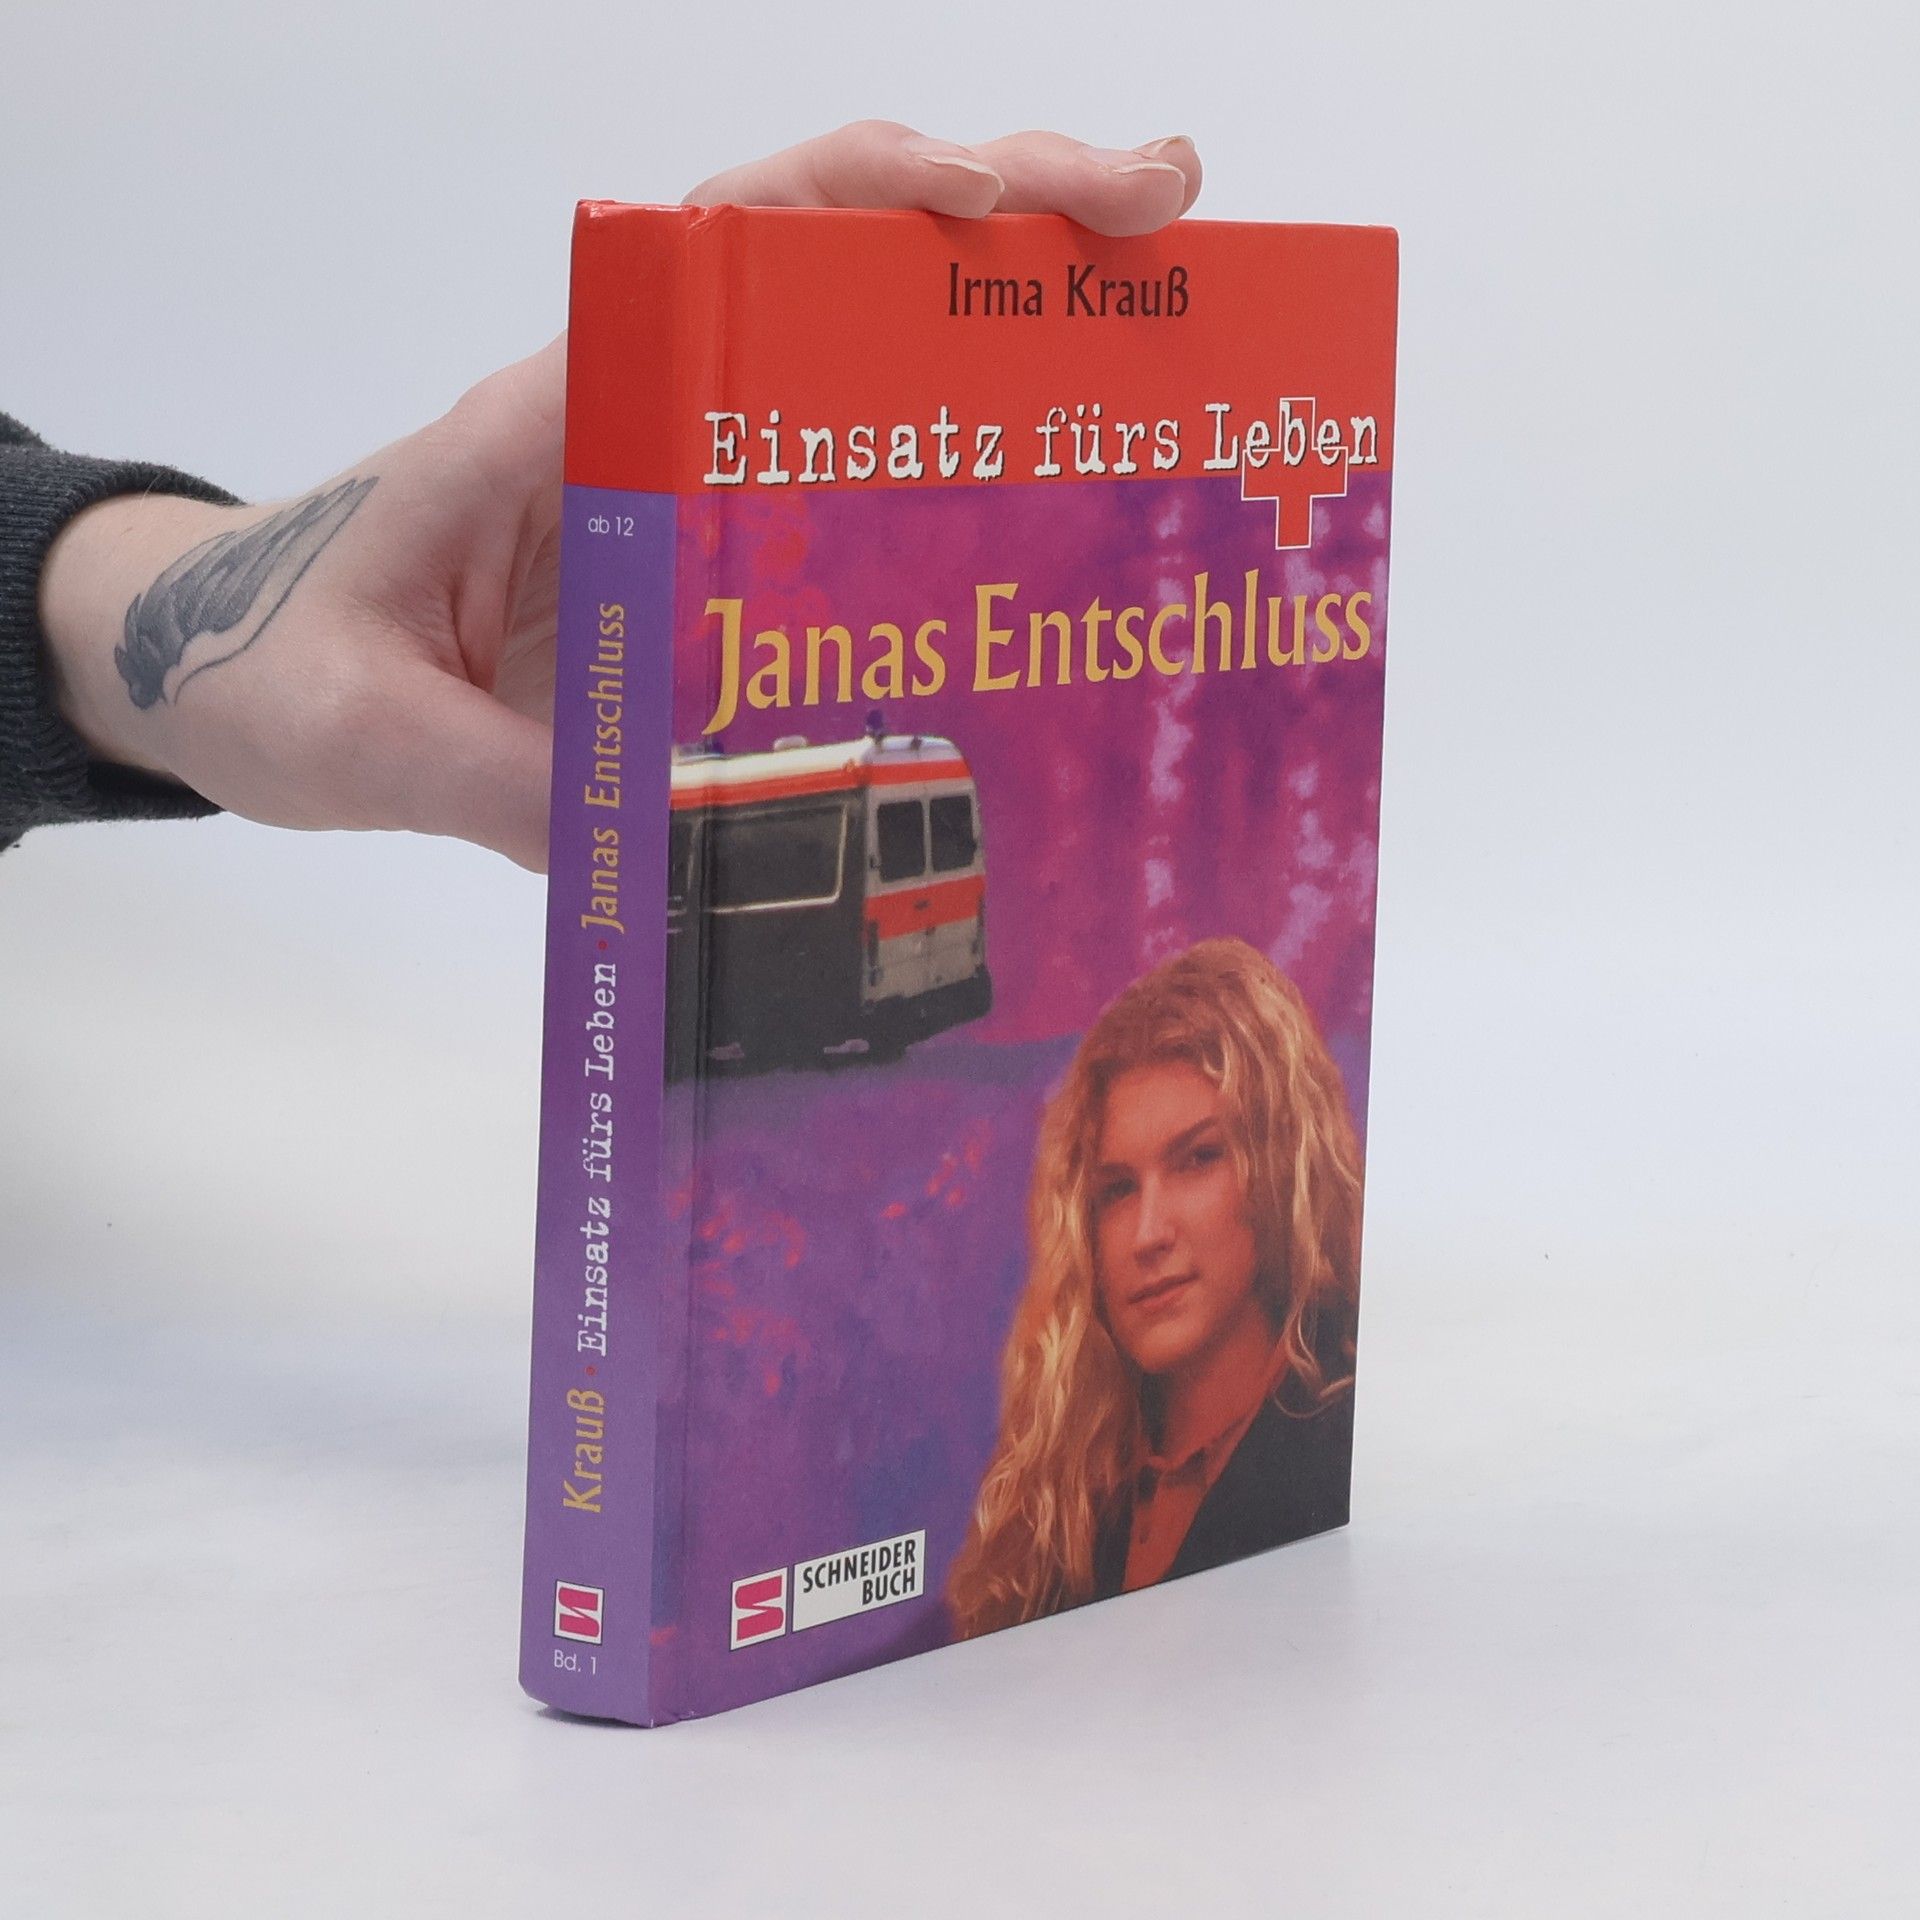 Irma Krauß
Einsatz fürs Leben
Janas Entschluss
SCHNEIDER
BUCH
ab 12
Krauß · Einsatz fürs Leben · Janas Entschluss
Bd. 1